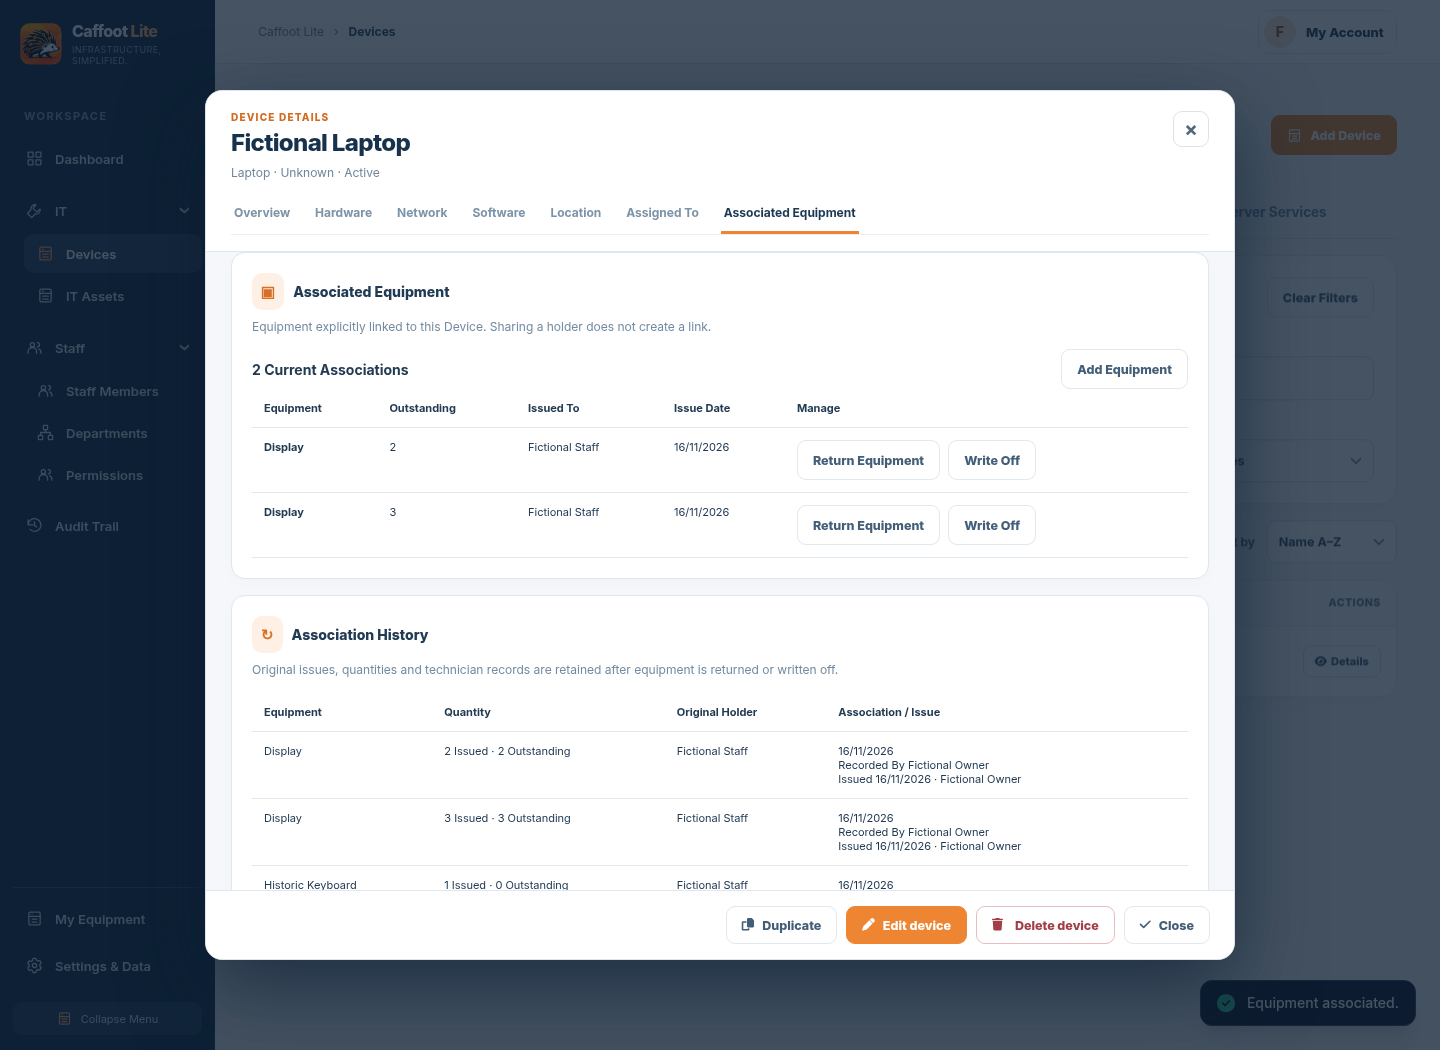 Caffoot Lite
INFRASTRUCTURE,
SIMPLIFIED.
WORKSPACE
Dashboard
IT
Devices
IT Assets
Staff
Staff Members
Departments
Permissions
Audit Trail
My Equipment
Settings & Data
Collapse Menu
Caffoot Lite › Devices
F My Account
Add Device
Clear Filters
Name A–Z
ACTIONS
Details
DEVICE DETAILS
Fictional Laptop
Laptop · Unknown · Active
Overview Hardware Network Software Location Assigned To Associated Equipment
Associated Equipment
Equipment explicitly linked to this Device. Sharing a holder does not create a link.
2 Current Associations Add Equipment
Equipment Outstanding Issued To Issue Date Manage
Display 2 Fictional Staff 16/11/2026 Return Equipment Write Off
Display 3 Fictional Staff 16/11/2026 Return Equipment Write Off
Association History
Original issues, quantities and technician records are retained after equipment is returned or written off.
Equipment Quantity Original Holder Association / Issue
Display 2 Issued · 2 Outstanding Fictional Staff 16/11/2026
Recorded By Fictional Owner
Issued 16/11/2026 · Fictional Owner
Display 3 Issued · 3 Outstanding Fictional Staff 16/11/2026
Recorded By Fictional Owner
Issued 16/11/2026 · Fictional Owner
Historic Keyboard 1 Issued · 0 Outstanding Fictional Staff 16/11/2026
Duplicate Edit device Delete device Close
Equipment associated.
Services
by